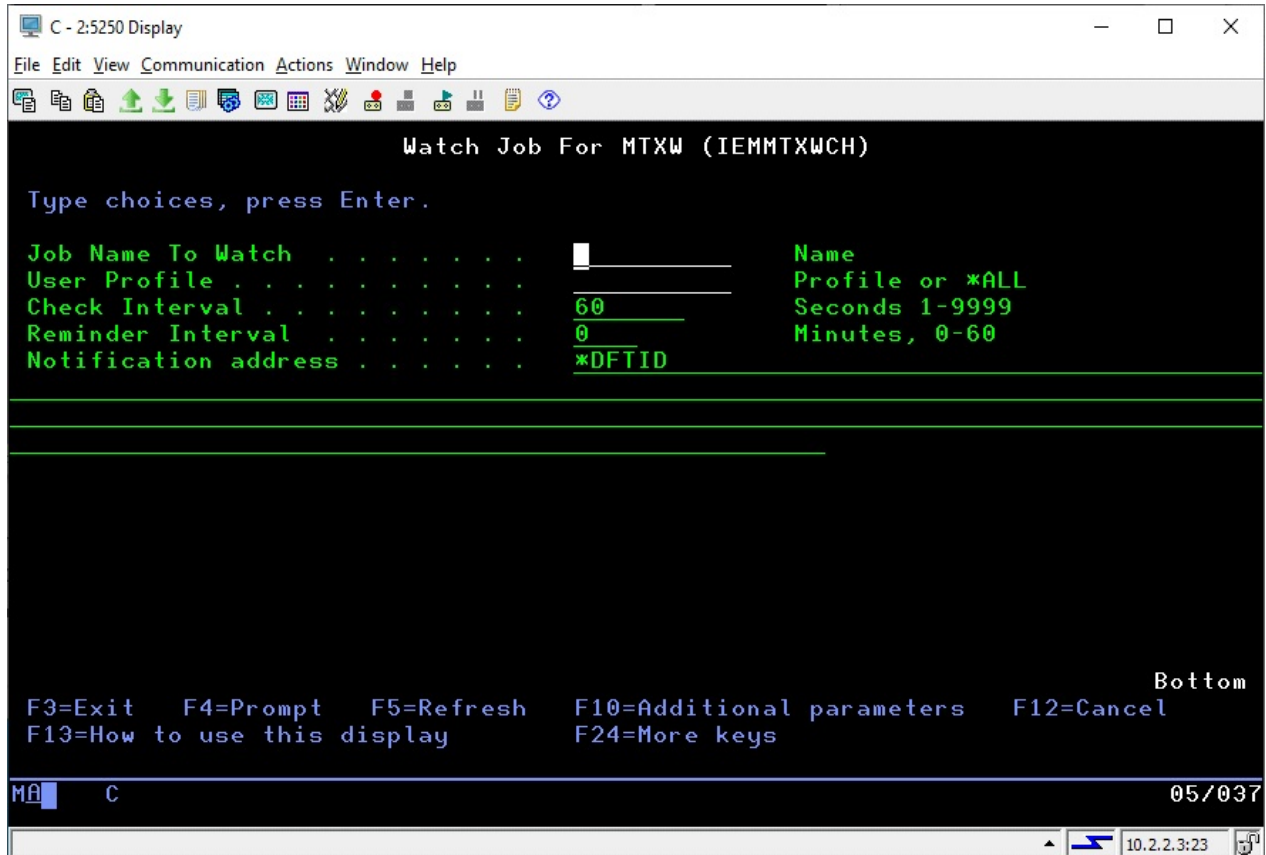 C - 2:5250 Display
File Edit View Communication Actions Window Help
Watch Job For MTXW (IEMMTXWCH)
Type choices, press Enter.
Job Name To Watch . . . . . . . Name
User Profile . . . . . . . . . . Profile or *ALL
Check Interval . . . . . . . . . 60 Seconds 1-9999
Reminder Interval . . . . . . . 0 Minutes, 0-60
Notification address . . . . . . *DFTID
Bottom
F3=Exit F4=Prompt F5=Refresh F10=Additional parameters F12=Cancel
F13=How to use this display F24=More keys
MA C 05/037
10.2.2.3:23